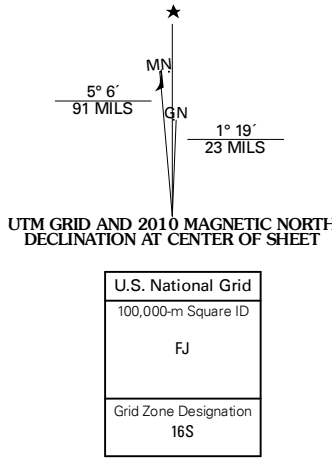 ★
MN
5° 6´
91 MILS
GN
1° 19´
23 MILS
UTM GRID AND 2010 MAGNETIC NORTH
DECLINATION AT CENTER OF SHEET
U.S. National Grid
100,000-m Square ID
FJ
Grid Zone Designation
16S